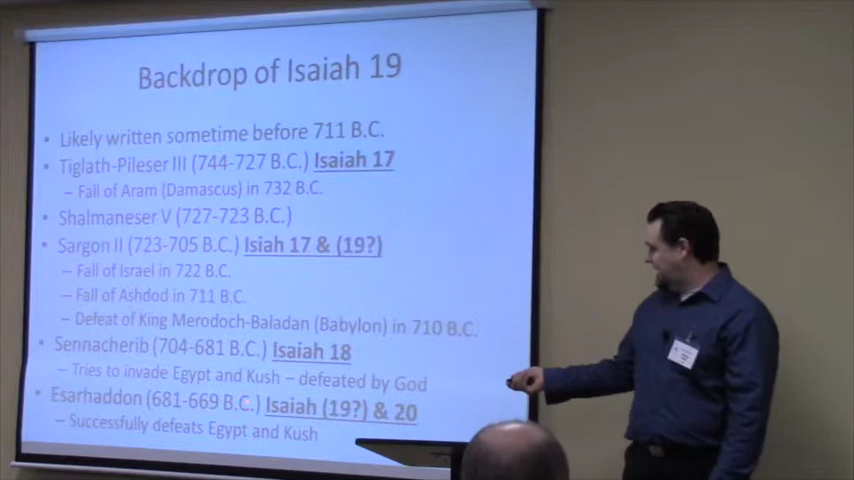 Backdrop of Isaiah 19
• Likely written sometime before 711 B.C.
• Tiglath-Pileser III (744-727 B.C.) Isaiah 17
– Fall of Aram (Damascus) in 732 B.C.
• Shalmaneser V (727-723 B.C.)
• Sargon II (723-705 B.C.) Isiah 17 & (19?)
– Fall of Israel in 722 B.C.
– Fall of Ashdod in 711 B.C.
– Defeat of King Merodoch-Baladan (Babylon) in 710 B.C.
• Sennacherib (704-681 B.C.) Isaiah 18
– Tries to invade Egypt and Kush – defeated by God
• Esarhaddon (681-669 B.C.) Isaiah (19?) & 20
– Successfully defeats Egypt and Kush